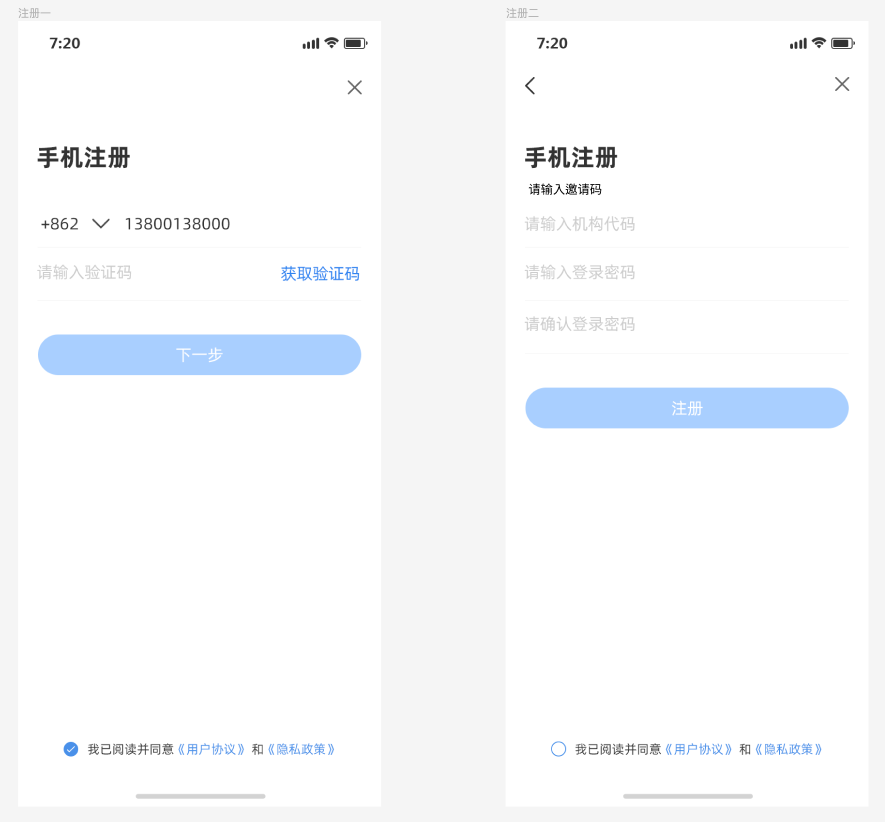 注册一
7:20
手机注册
+862 13800138000
请输入验证码 获取验证码
下一步
我已阅读并同意《用户协议》 和《隐私政策》
注册二
7:20
手机注册
请输入邀请码
请输入机构代码
请输入登录密码
请确认登录密码
注册
我已阅读并同意《用户协议》 和《隐私政策》